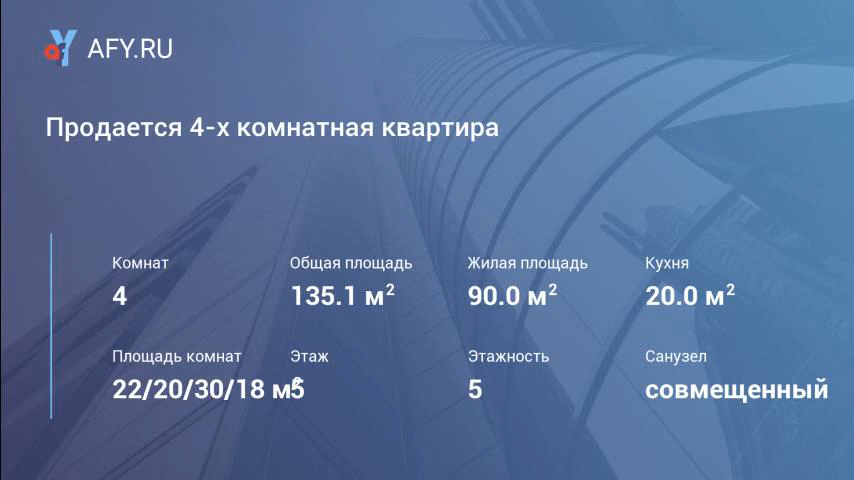 AFY.RU
Продается 4-х комнатная квартира
Комнат
Общая площадь
Жилая площадь
Кухня
4
135.1 м²
90.0 м²
20.0 м²
Площадь комнат
Этаж
Этажность
Санузел
22/20/30/18 м²
5
5
совмещенный